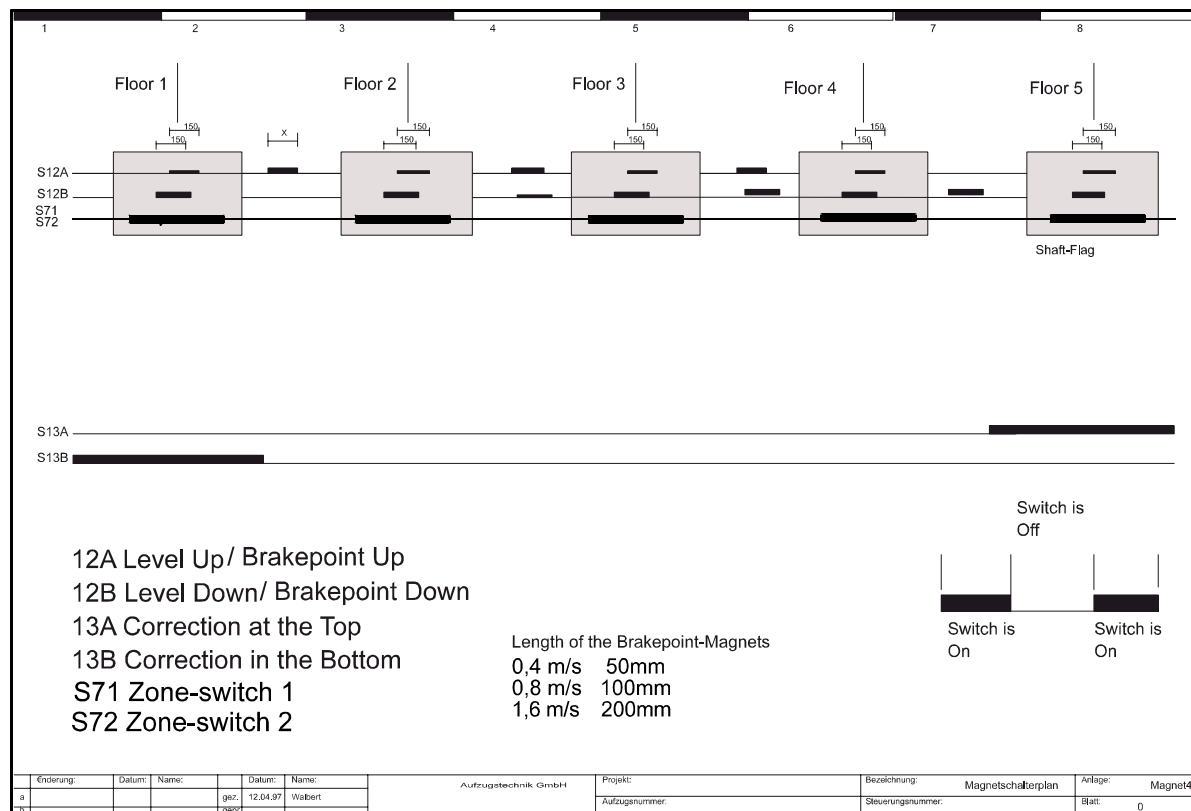 1 2 3 4 5 6 7 8
Floor 1 Floor 2 Floor 3 Floor 4 Floor 5
150 X 150 150 150 150
150 150 150 150 150
S12A
S12B
S71
S72
Shaft-Flag
S13A
S13B
Switch is
Off
Switch is
On
Switch is
On
12A Level Up/ Brakepoint Up
12B Level Down/ Brakepoint Down
13A Correction at the Top
13B Correction in the Bottom
S71 Zone-switch 1
S72 Zone-switch 2
Length of the Brakepoint-Magnets
0,4 m/s 50mm
0,8 m/s 100mm
1,6 m/s 200mm
€nderung: Datum: Name: Datum: Name: Aufzugstechnik GmbH Projekt: Bezeichnung: Magnetschalterplan Anlage: Magnet4
a gez. 12.04.97 Walbert Aufzugsnummer: Steuerungsnummer: Blatt: 0